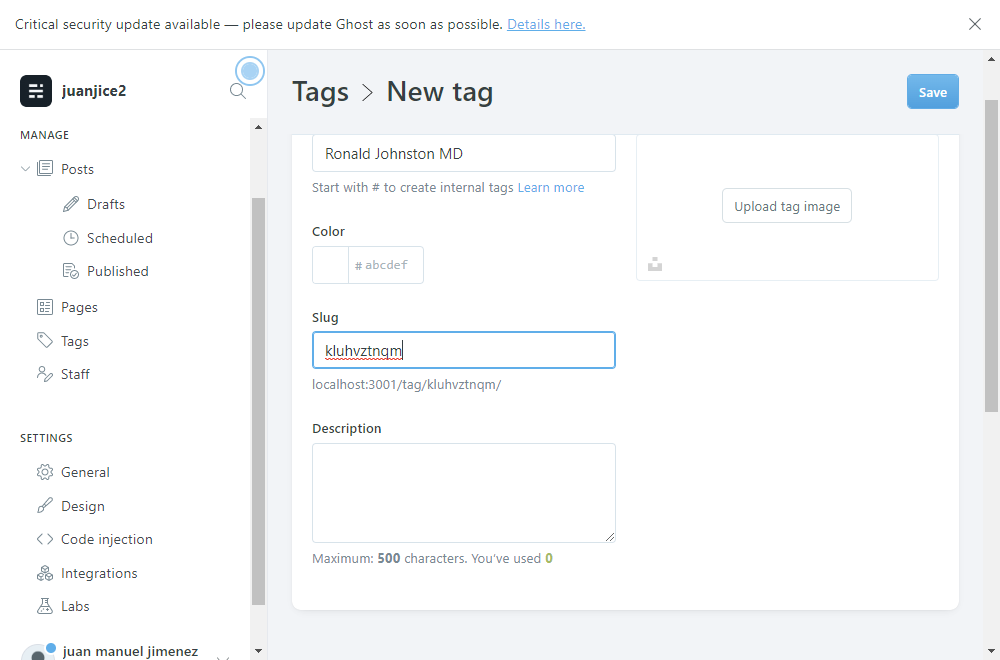 Critical security update available — please update Ghost as soon as possible. Details here.
juanjice2
MANAGE
Posts
Drafts
Scheduled
Published
Pages
Tags
Staff
SETTINGS
General
Design
Code injection
Integrations
Labs
juan manuel jimenez
Tags > New tag
Save
Ronald Johnston MD
Start with # to create internal tags Learn more
Color
# abcdef
Slug
kluhvztnqm
localhost:3001/tag/kluhvztnqm/
Description
Maximum: 500 characters. You've used 0
Upload tag image